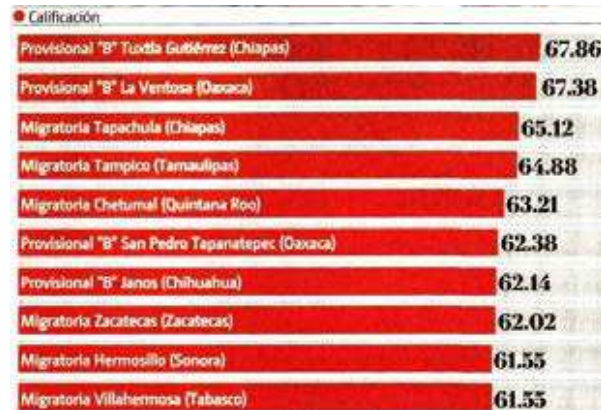 Calificación
Provisional "B" Tuxtla Gutiérrez (Chiapas) 67.86
Provisional "B" La Ventosa (Oaxaca) 67.38
Migratoria Tapachula (Chiapas) 65.12
Migratoria Tampico (Tamaulipas) 64.88
Migratoria Chetumal (Quintana Roo) 63.21
Provisional "B" San Pedro Tapanatepec (Oaxaca) 62.38
Provisional "B" Janos (Chihuahua) 62.14
Migratoria Zacatecas (Zacatecas) 62.02
Migratoria Hermosillo (Sonora) 61.55
Migratoria Villahermosa (Tabasco) 61.55